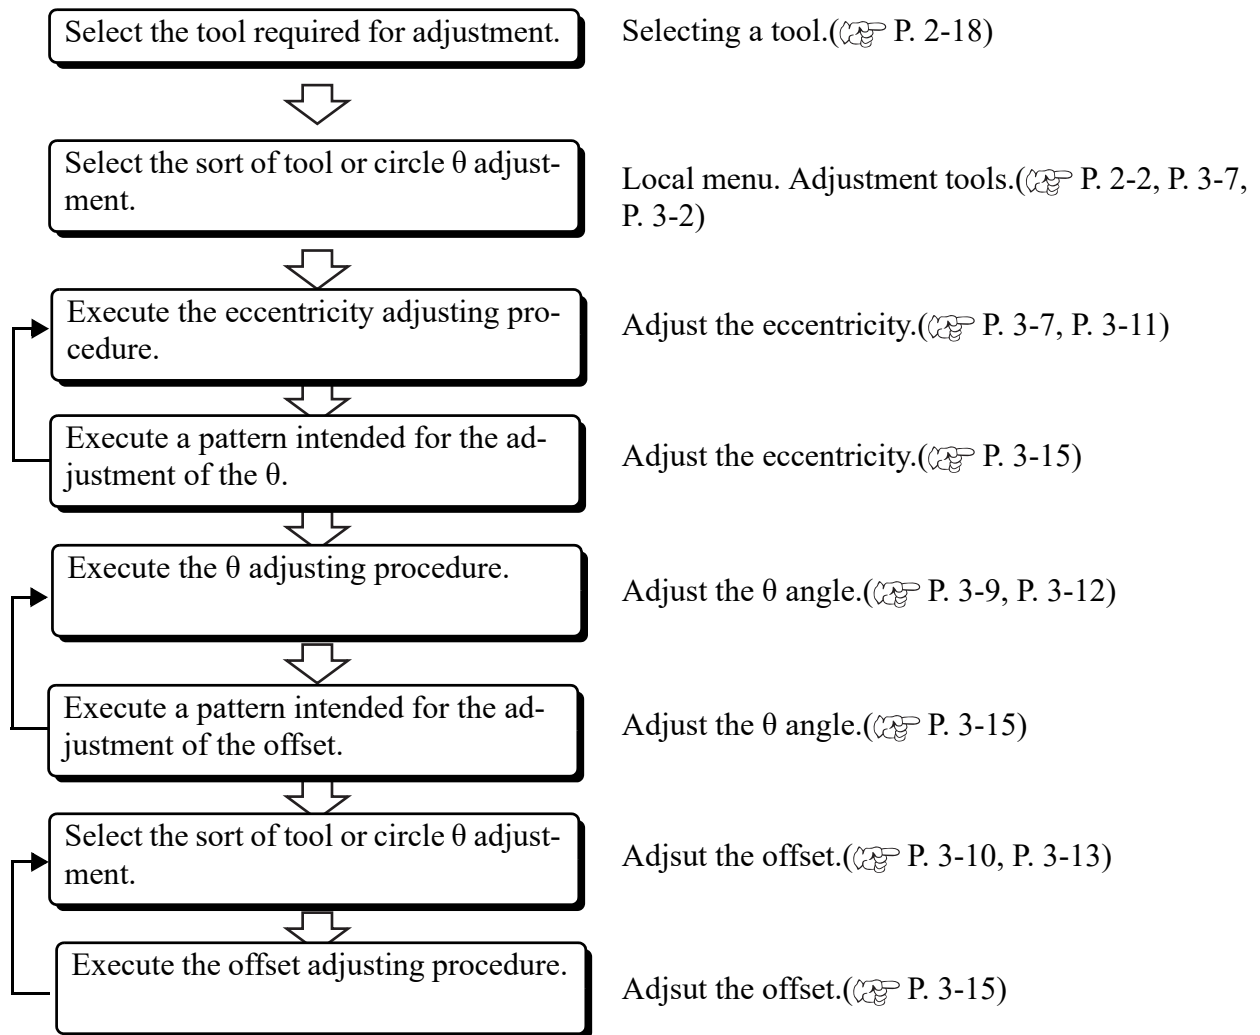 Select the tool required for adjustment.
Selecting a tool.( P. 2-18)
Select the sort of tool or circle θ adjust-
ment.
Local menu. Adjustment tools.( P. 2-2, P. 3-7,
P. 3-2)
Execute the eccentricity adjusting pro-
cedure.
Adjust the eccentricity.( P. 3-7, P. 3-11)
Execute a pattern intended for the ad-
justment of the θ.
Adjust the eccentricity.( P. 3-15)
Execute the θ adjusting procedure.
Adjust the θ angle.( P. 3-9, P. 3-12)
Execute a pattern intended for the ad-
justment of the offset.
Adjust the θ angle.( P. 3-15)
Select the sort of tool or circle θ adjust-
ment.
Adjsut the offset.( P. 3-10, P. 3-13)
Execute the offset adjusting procedure.
Adjsut the offset.( P. 3-15)